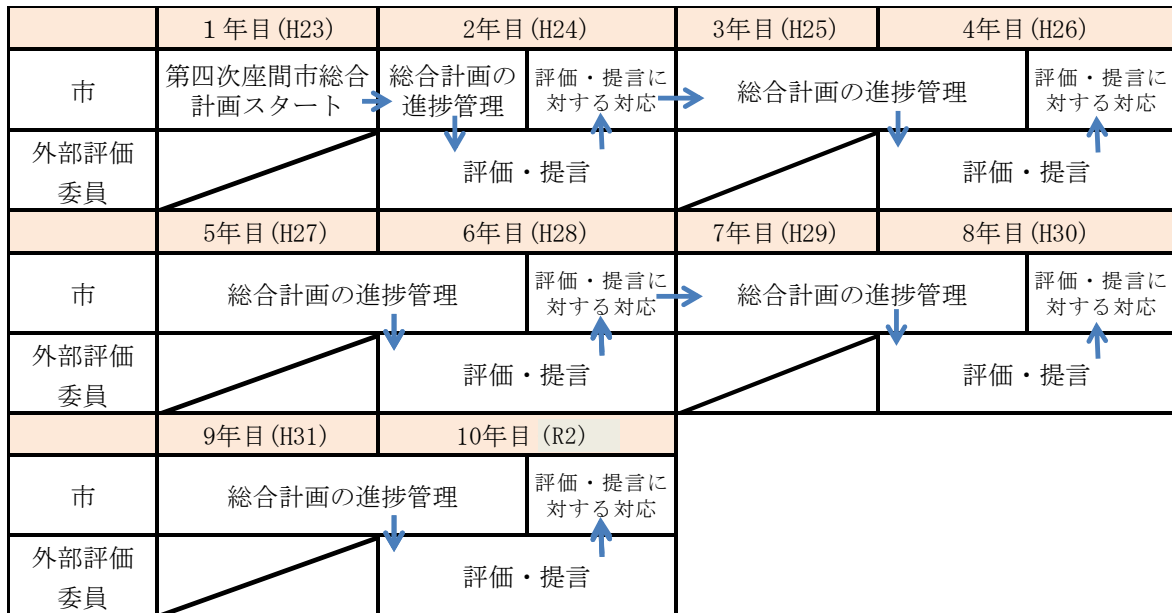 １年目(H23) 2年目(H24) 3年目(H25) 4年目(H26)
市 第四次座間市総合計画スタート 総合計画の進捗管理 評価・提言に対する対応 総合計画の進捗管理 評価・提言に対する対応
外部評価委員 評価・提言 評価・提言
5年目(H27) 6年目(H28) 7年目(H29) 8年目(H30)
市 総合計画の進捗管理 評価・提言に対する対応 総合計画の進捗管理 評価・提言に対する対応
外部評価委員 評価・提言 評価・提言
9年目(H31) 10年目(R2)
市 総合計画の進捗管理 評価・提言に対する対応
外部評価委員 評価・提言